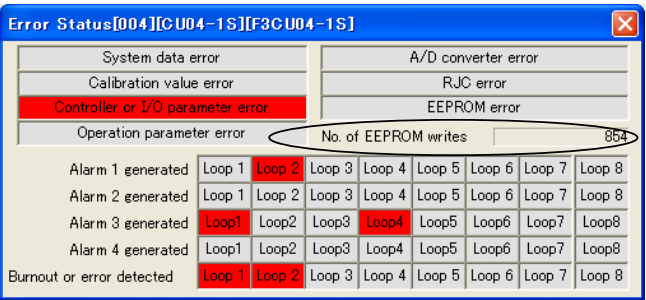 Error Status[004][CU04-1S][F3CU04-1S]
System data error A/D converter error
Calibration value error RJC error
Controller or I/O parameter error EEPROM error
Operation parameter error No. of EEPROM writes 854
Alarm 1 generated Loop 1 Loop 2 Loop 3 Loop 4 Loop 5 Loop 6 Loop 7 Loop 8
Alarm 2 generated Loop 1 Loop 2 Loop 3 Loop 4 Loop 5 Loop 6 Loop 7 Loop 8
Alarm 3 generated Loop1 Loop2 Loop3 Loop4 Loop5 Loop6 Loop7 Loop8
Alarm 4 generated Loop1 Loop2 Loop3 Loop4 Loop5 Loop6 Loop7 Loop8
Burnout or error detected Loop 1 Loop 2 Loop 3 Loop 4 Loop 5 Loop 6 Loop 7 Loop 8